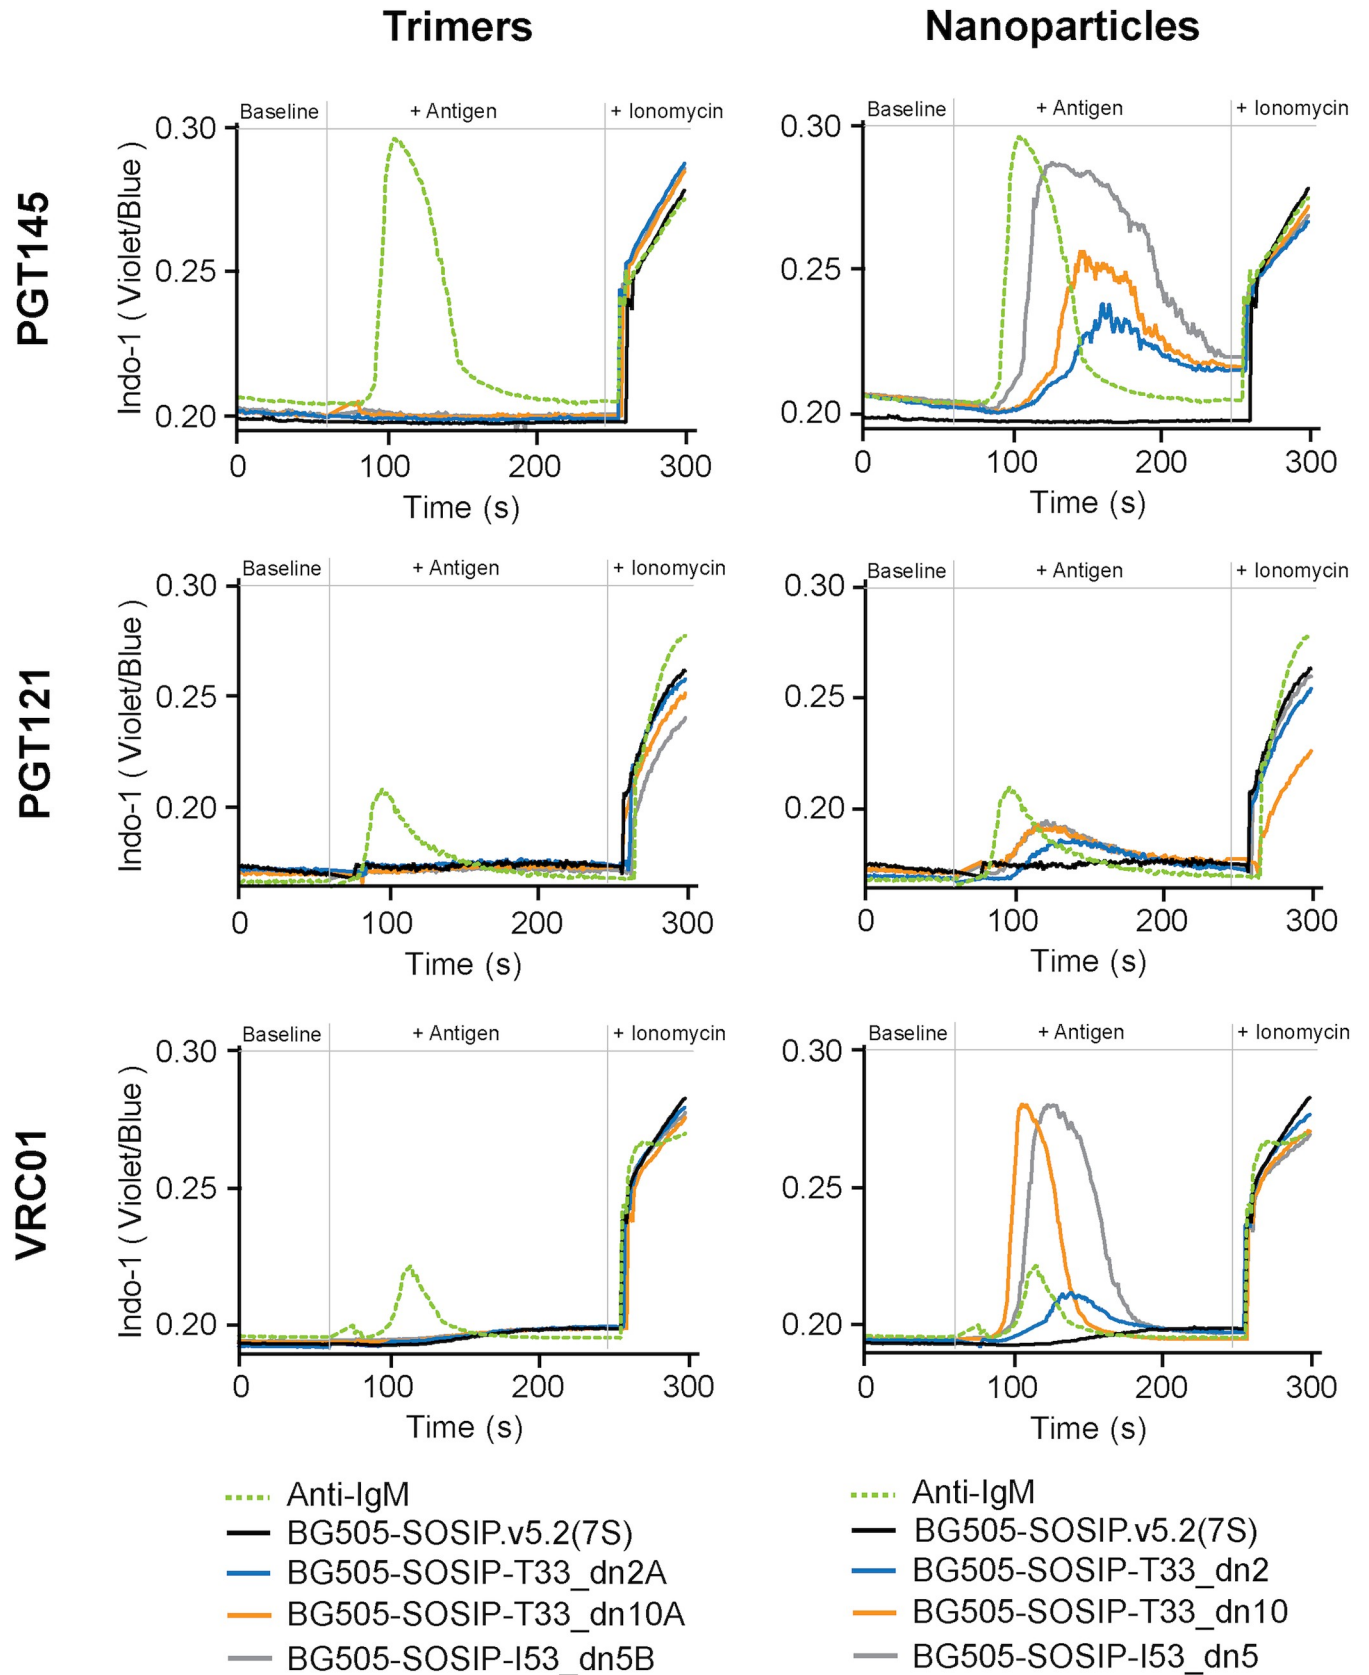 Trimers
Nanoparticles
PGT145
Indo-1 ( Violet/Blue )
Baseline
+ Antigen
+ Ionomycin
0.30
0.25
0.20
0
100
200
300
Time (s)
Baseline
+ Antigen
+ Ionomycin
0.30
0.25
0.20
0
100
200
300
Time (s)
PGT121
Indo-1 ( Violet/Blue )
Baseline
+ Antigen
+ Ionomycin
0.30
0.25
0.20
0
100
200
300
Time (s)
Baseline
+ Antigen
+ Ionomycin
0.30
0.25
0.20
0
100
200
300
Time (s)
VRC01
Indo-1 ( Violet/Blue )
Baseline
+ Antigen
+ Ionomycin
0.30
0.25
0.20
0
100
200
300
Time (s)
Baseline
+ Antigen
+ Ionomycin
0.30
0.25
0.20
0
100
200
300
Time (s)
Anti-IgM
BG505-SOSIP.v5.2(7S)
BG505-SOSIP-T33_dn2A
BG505-SOSIP-T33_dn10A
BG505-SOSIP-I53_dn5B
Anti-IgM
BG505-SOSIP.v5.2(7S)
BG505-SOSIP-T33_dn2
BG505-SOSIP-T33_dn10
BG505-SOSIP-I53_dn5